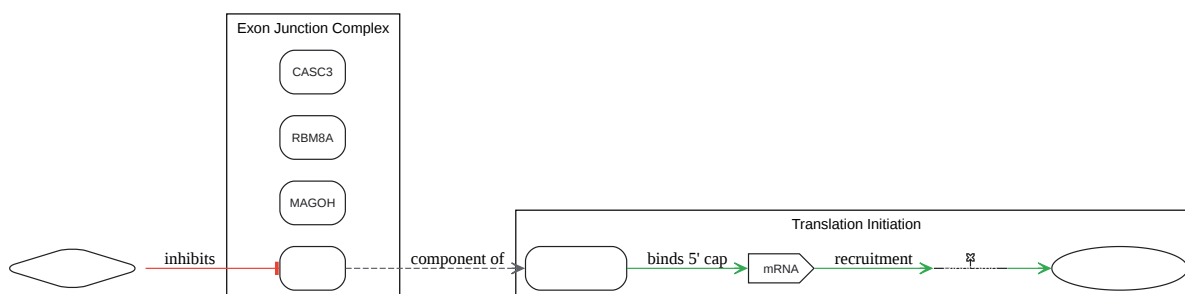 Exon Junction Complex
CASC3
RBM8A
MAGOH
Translation Initiation
inhibits
component of
binds 5' cap
mRNA
recruitment